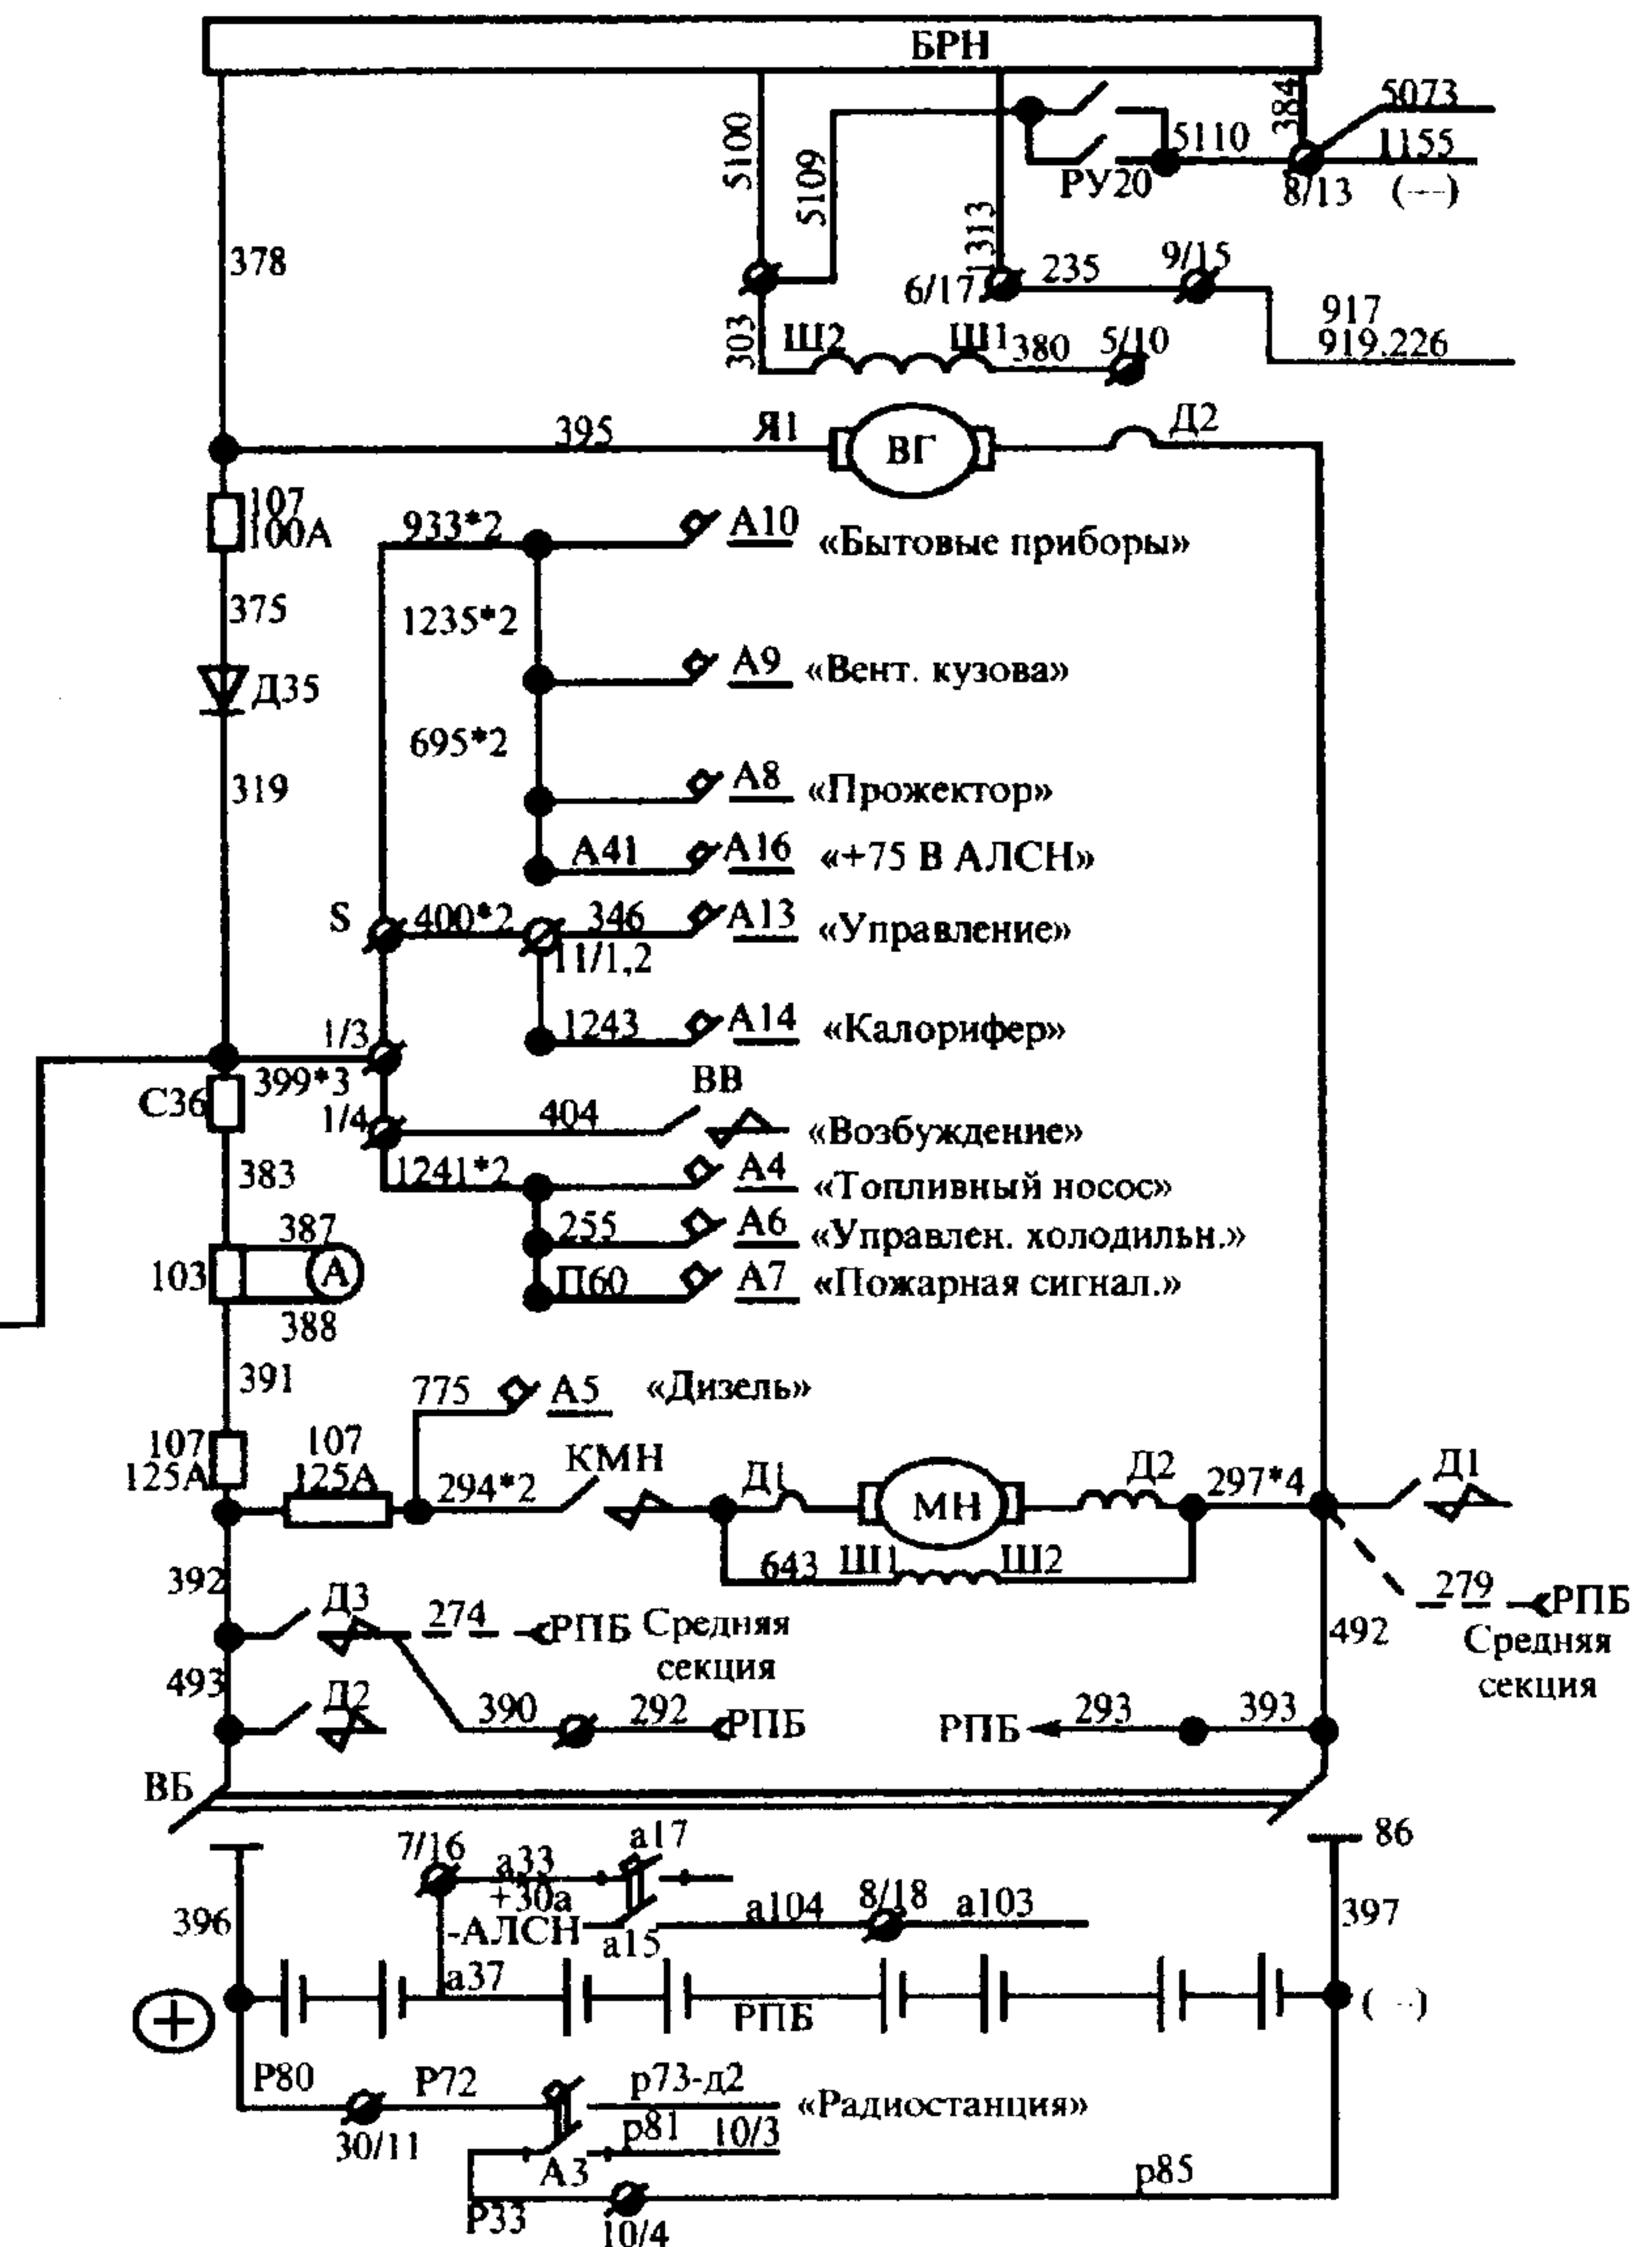 БРН
5100
5109
384
5073
5110
1155
РУ20
8/13
(—)
378
1313
6/17
235
9/15
917
919.226
303
Ш2
Ш1
380
5/10
395
Я1
ВГ
Д2
107
100А
933*2
А10
«Бытовые приборы»
375
1235*2
А9
«Вент. кузова»
Д35
695*2
319
А8
«Прожектор»
А41
А16
«+75 В АЛСН»
S
400*2
346
А13
«Управление»
11/1,2
1/3
1243
А14
«Калорифер»
399*3
С36
ВВ
1/4
404
«Возбуждение»
383
1241*2
А4
«Топливный носос»
387
255
А6
«Управлен. холодильн.»
103
А
П60
А7
«Пожарная сигнал.»
388
391
775
А5
«Дизель»
107
125А
107
125А
294*2
КМН
Д1
МН
Д2
297*4
Д1
643
Ш1
Ш2
392
Д3
274
РПБ
Средняя
секция
279
РПБ
Средняя
секция
492
493
Д2
390
292
РПБ
РПБ
293
393
ВБ
86
7/16
а33
а17
+30а
-АЛСН
а15
а104
8/18
а103
396
397
а37
РПБ
+
(--)
Р80
Р72
р73-д2
«Радиостанция»
30/11
р81
10/3
А3
р85
Р33
10/4